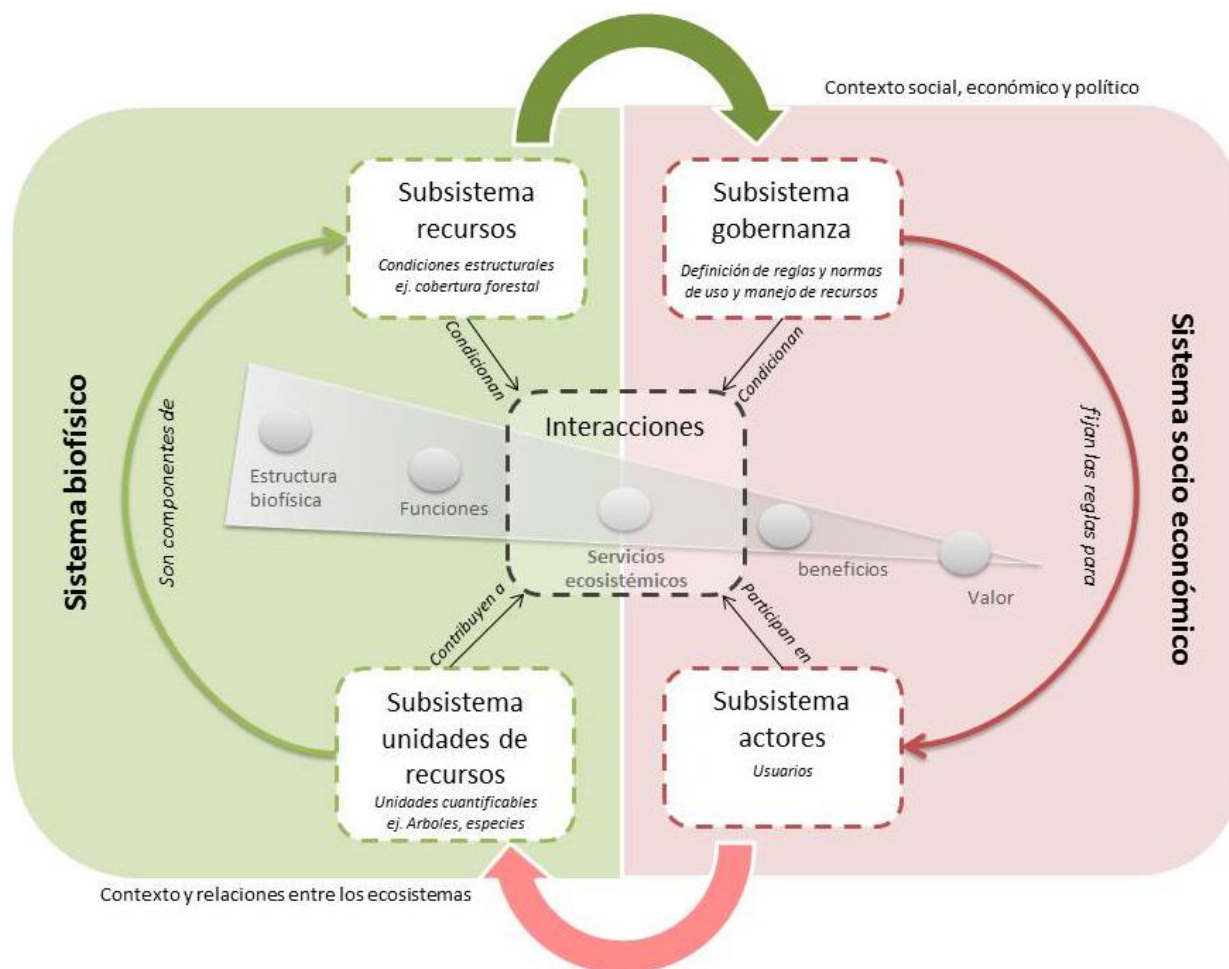 Contexto social, económico y político
Subsistema
recursos
Condiciones estructurales
ej. cobertura forestal
Subsistema
gobernanza
Definición de reglas y normas
de uso y manejo de recursos
Condicionan
Condicionan
Sistema biofísico
Son componentes de
Interacciones
Estructura
biofísica
Funciones
Servicios
ecosistémicos
beneficios
Valor
fijan las reglas para
Sistema socio económico
Contribuyen a
Participan en
Subsistema
unidades de
recursos
Unidades cuantificables
ej. Arboles, especies
Subsistema
actores
Usuarios
Contexto y relaciones entre los ecosistemas